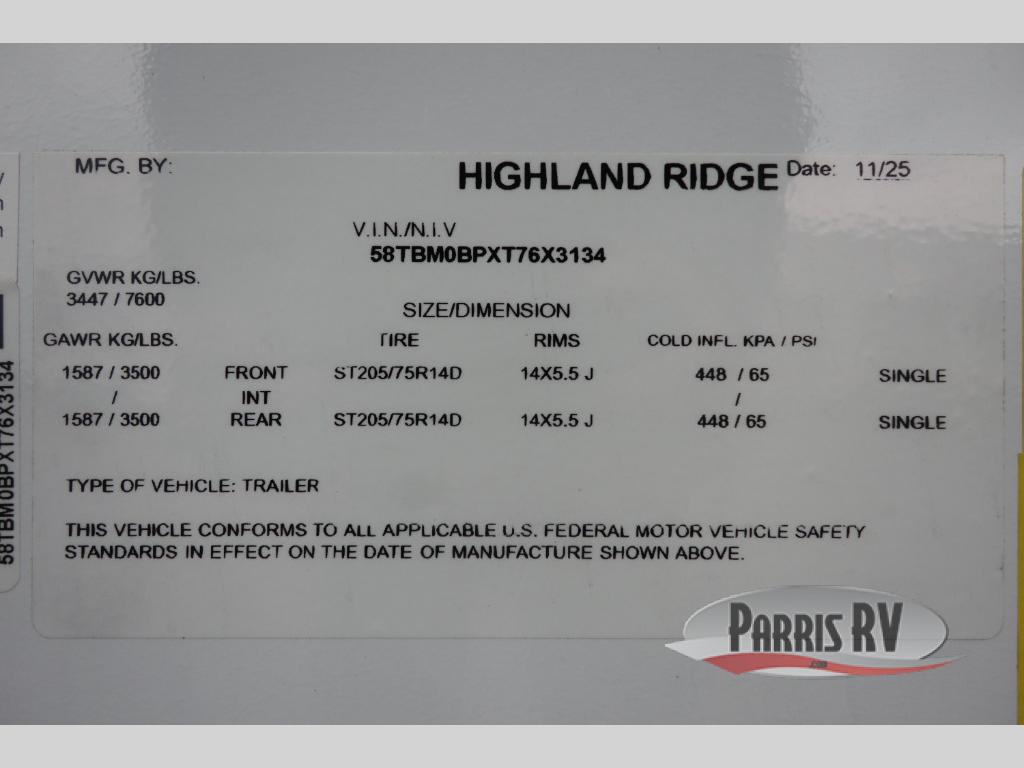 MFG. BY:
HIGHLAND RIDGE Date: 11/25
V.I.N./N.I.V
58TBM0BPXT76X3134
GVWR KG/LBS.
3447 / 7600
SIZE/DIMENSION
GAWR KG/LBS. TIRE RIMS COLD INFL. KPA / PSI
1587 / 3500 FRONT ST205/75R14D 14X5.5 J 448 / 65 SINGLE
/ INT /
1587 / 3500 REAR ST205/75R14D 14X5.5 J 448 / 65 SINGLE
TYPE OF VEHICLE: TRAILER
THIS VEHICLE CONFORMS TO ALL APPLICABLE U.S. FEDERAL MOTOR VEHICLE SAFETY
STANDARDS IN EFFECT ON THE DATE OF MANUFACTURE SHOWN ABOVE.
58TBM0BPXT76X3134
PARRIS RV
.com